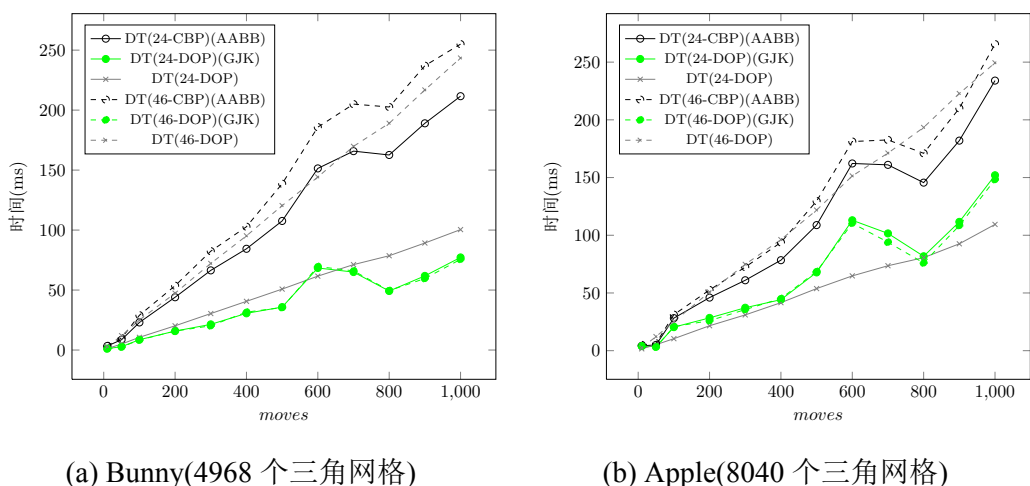 250
200
150
100
50
0
时间(ms)
DT(24-CBP)(AABB)
DT(24-DOP)(GJK)
DT(24-DOP)
DT(46-CBP)(AABB)
DT(46-DOP)(GJK)
DT(46-DOP)
0 200 400 600 800 1,000
moves
(a) Bunny(4968 个三角网格)
250
200
150
100
50
0
时间(ms)
DT(24-CBP)(AABB)
DT(24-DOP)(GJK)
DT(24-DOP)
DT(46-CBP)(AABB)
DT(46-DOP)(GJK)
DT(46-DOP)
0 200 400 600 800 1,000
moves
(b) Apple(8040 个三角网格)